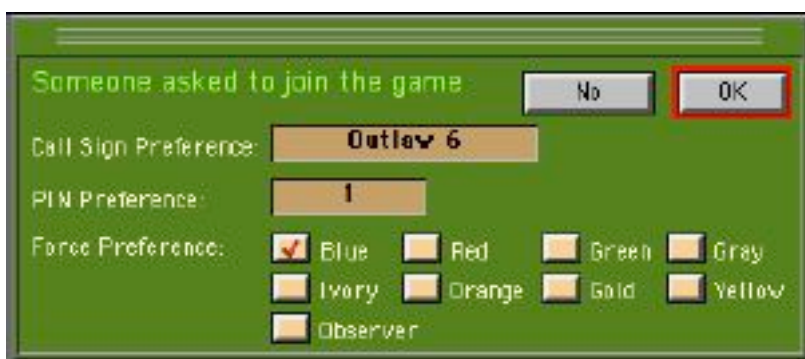 Someone asked to join the game
No
OK
Call Sign Preference:
Outlaw 6
PIN Preference:
1
Force Preference:
Blue Red Green Gray
Ivory Orange Gold Yellow
Observer